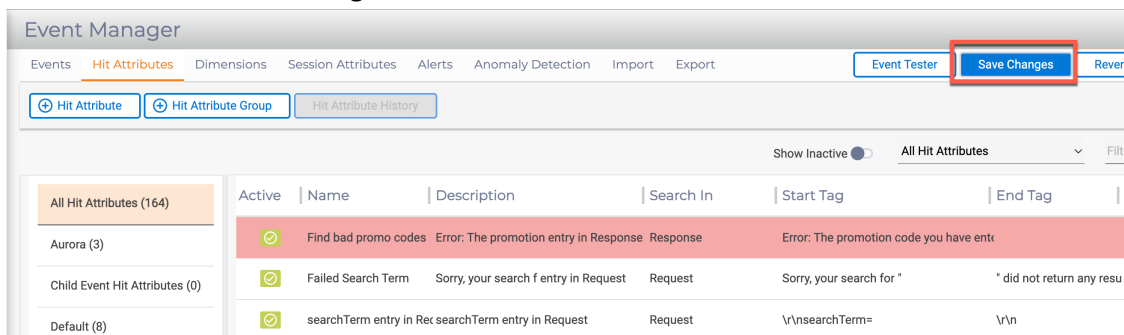 Event Manager
Events Hit Attributes Dimensions Session Attributes Alerts Anomaly Detection Import Export Event Tester Save Changes Rever
Hit Attribute Hit Attribute Group Hit Attribute History
Show Inactive All Hit Attributes Filt
All Hit Attributes (164) Active Name Description Search In Start Tag End Tag
Find bad promo codes Error: The promotion entry in Response Response Error: The promotion code you have ente
Aurora (3)
Failed Search Term Sorry, your search f entry in Request Request Sorry, your search for " " did not return any resu
Child Event Hit Attributes (0)
searchTerm entry in Rec searchTerm entry in Request Request \r\nsearchTerm= \r\n
Default (8)